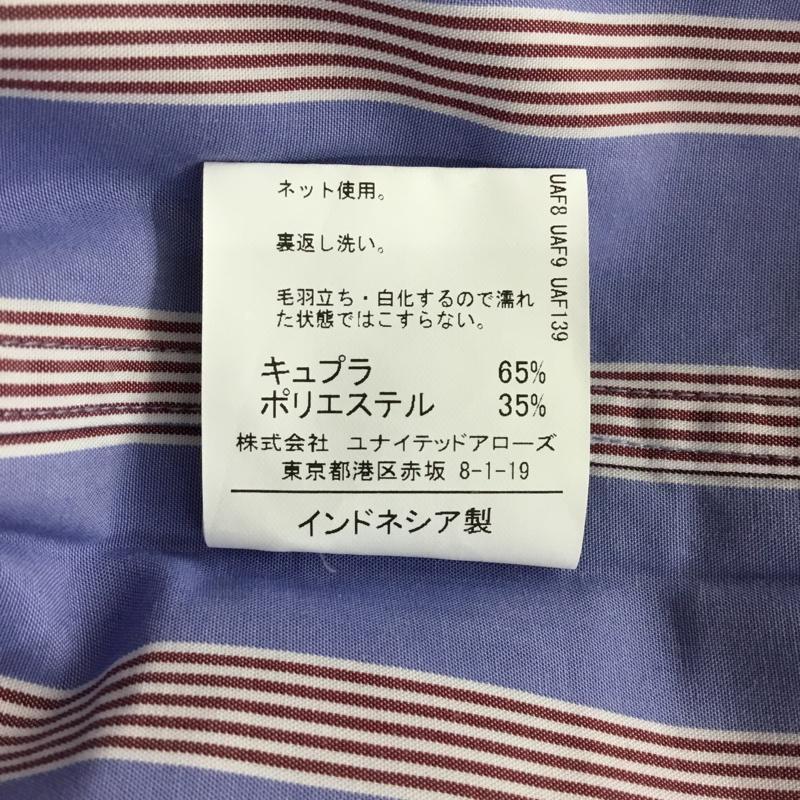 ネット使用。
裏返し洗い。
毛羽立ち・白化するので濡れ
た状態ではこすらない。
キュプラ 65%
ポリエステル 35%
株式会社 ユナイテッドアローズ
東京都港区赤坂 8-1-19
インドネシア製
UAF8 UAF9 UAF139